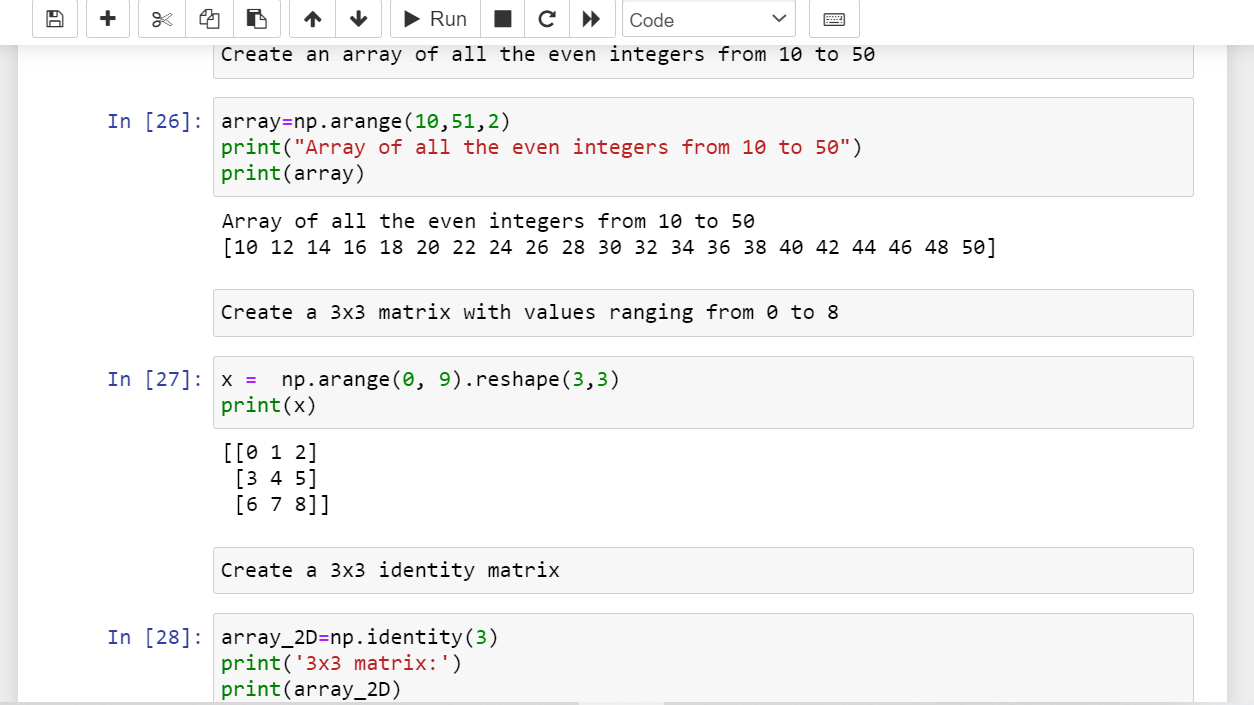 Run
Code
Create an array of all the even integers from 10 to 50
In [26]: array=np.arange(10,51,2)
print("Array of all the even integers from 10 to 50")
print(array)
Array of all the even integers from 10 to 50
[10 12 14 16 18 20 22 24 26 28 30 32 34 36 38 40 42 44 46 48 50]
Create a 3x3 matrix with values ranging from 0 to 8
In [27]: x =  np.arange(0, 9).reshape(3,3)
print(x)
[[0 1 2]
 [3 4 5]
 [6 7 8]]
Create a 3x3 identity matrix
In [28]: array_2D=np.identity(3)
print('3x3 matrix:')
print(array_2D)